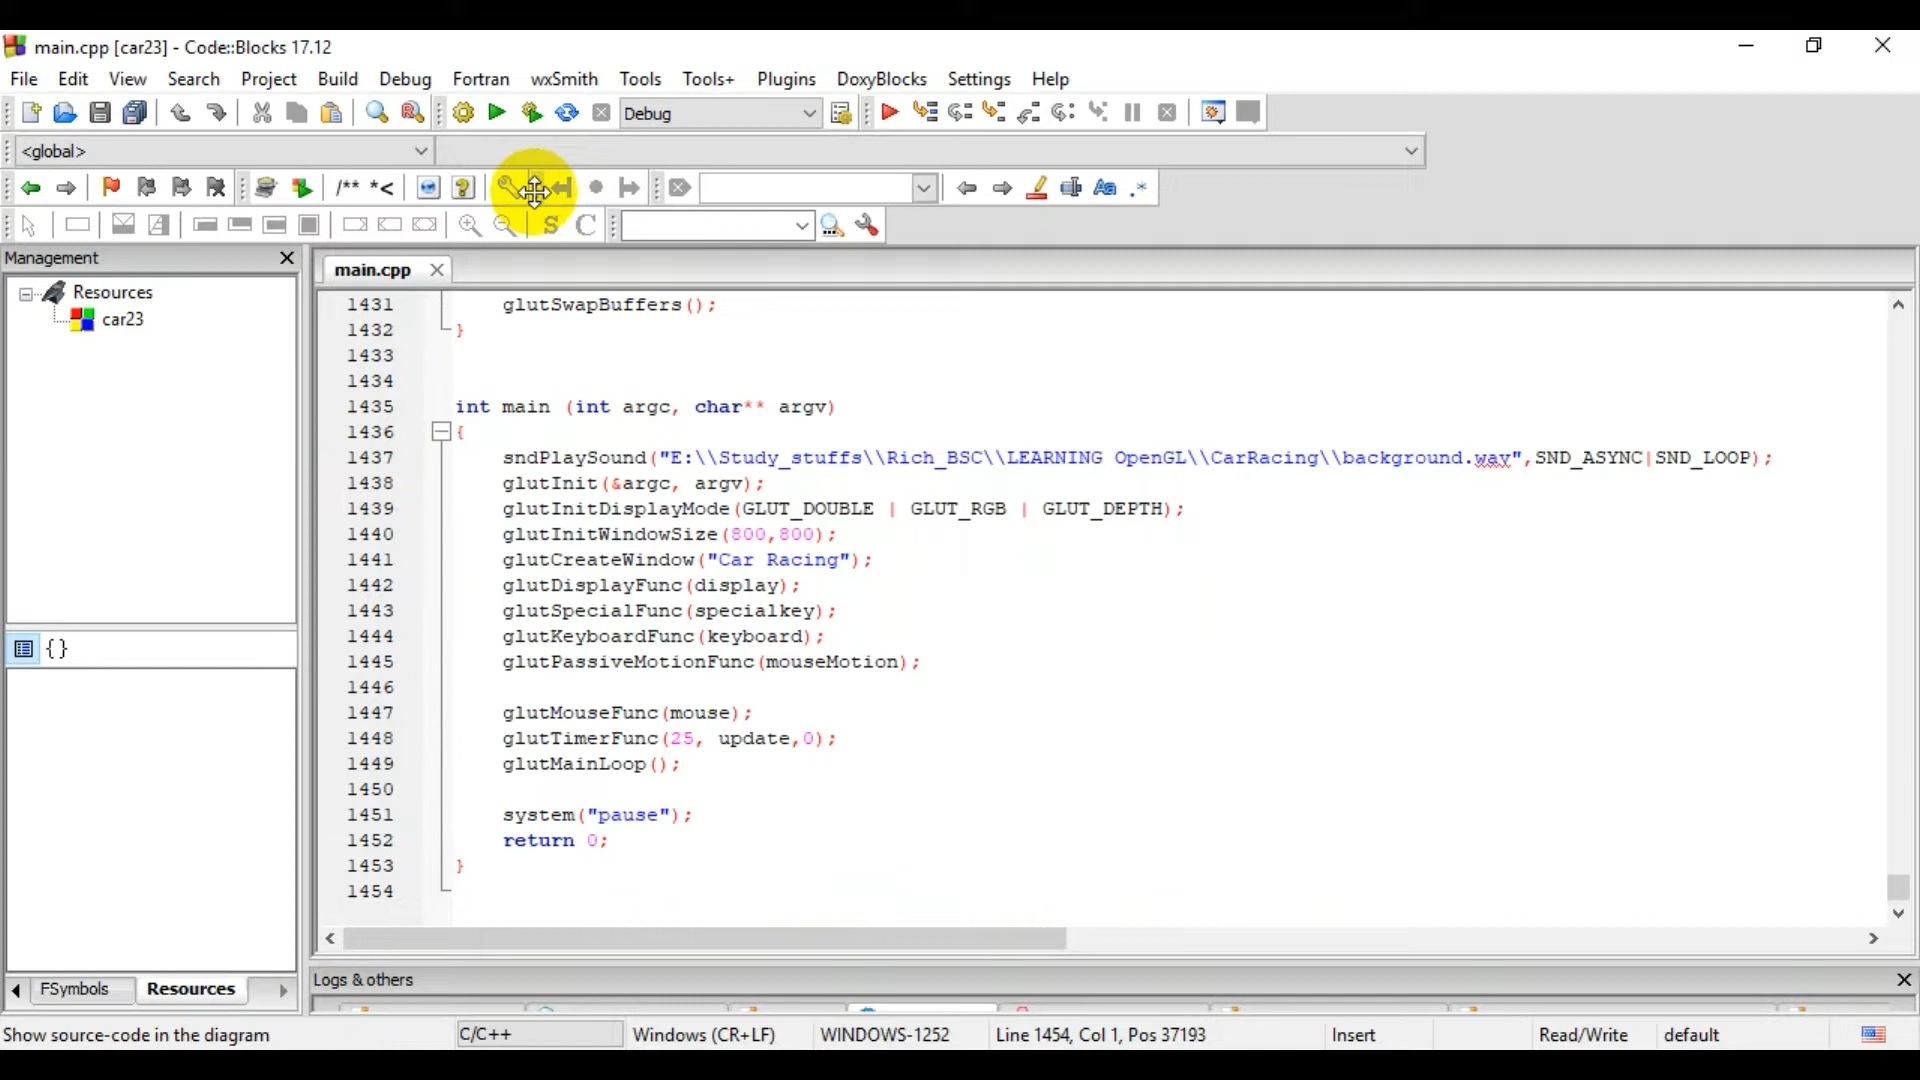 main.cpp [car23] - Code::Blocks 17.12
File Edit View Search Project Build Debug Fortran wxSmith Tools Tools+ Plugins DoxyBlocks Settings Help
Debug
<global>
/** *<
Aa .*
S C
Management
Resources
car23
{}
FSymbols Resources
main.cpp
1431 glutSwapBuffers();
1432 }
1433
1434
1435 int main (int argc, char** argv)
1436 {
1437 sndPlaySound("E:\\Study_stuffs\\Rich_BSC\\LEARNING OpenGL\\CarRacing\\background.wav",SND_ASYNC|SND_LOOP);
1438 glutInit(&argc, argv);
1439 glutInitDisplayMode(GLUT_DOUBLE | GLUT_RGB | GLUT_DEPTH);
1440 glutInitWindowSize(800,800);
1441 glutCreateWindow("Car Racing");
1442 glutDisplayFunc(display);
1443 glutSpecialFunc(specialkey);
1444 glutKeyboardFunc(keyboard);
1445 glutPassiveMotionFunc(mouseMotion);
1446
1447 glutMouseFunc(mouse);
1448 glutTimerFunc(25, update,0);
1449 glutMainLoop();
1450
1451 system("pause");
1452 return 0;
1453 }
1454
Logs & others
Show source-code in the diagram C/C++ Windows (CR+LF) WINDOWS-1252 Line 1454, Col 1, Pos 37193 Insert Read/Write default